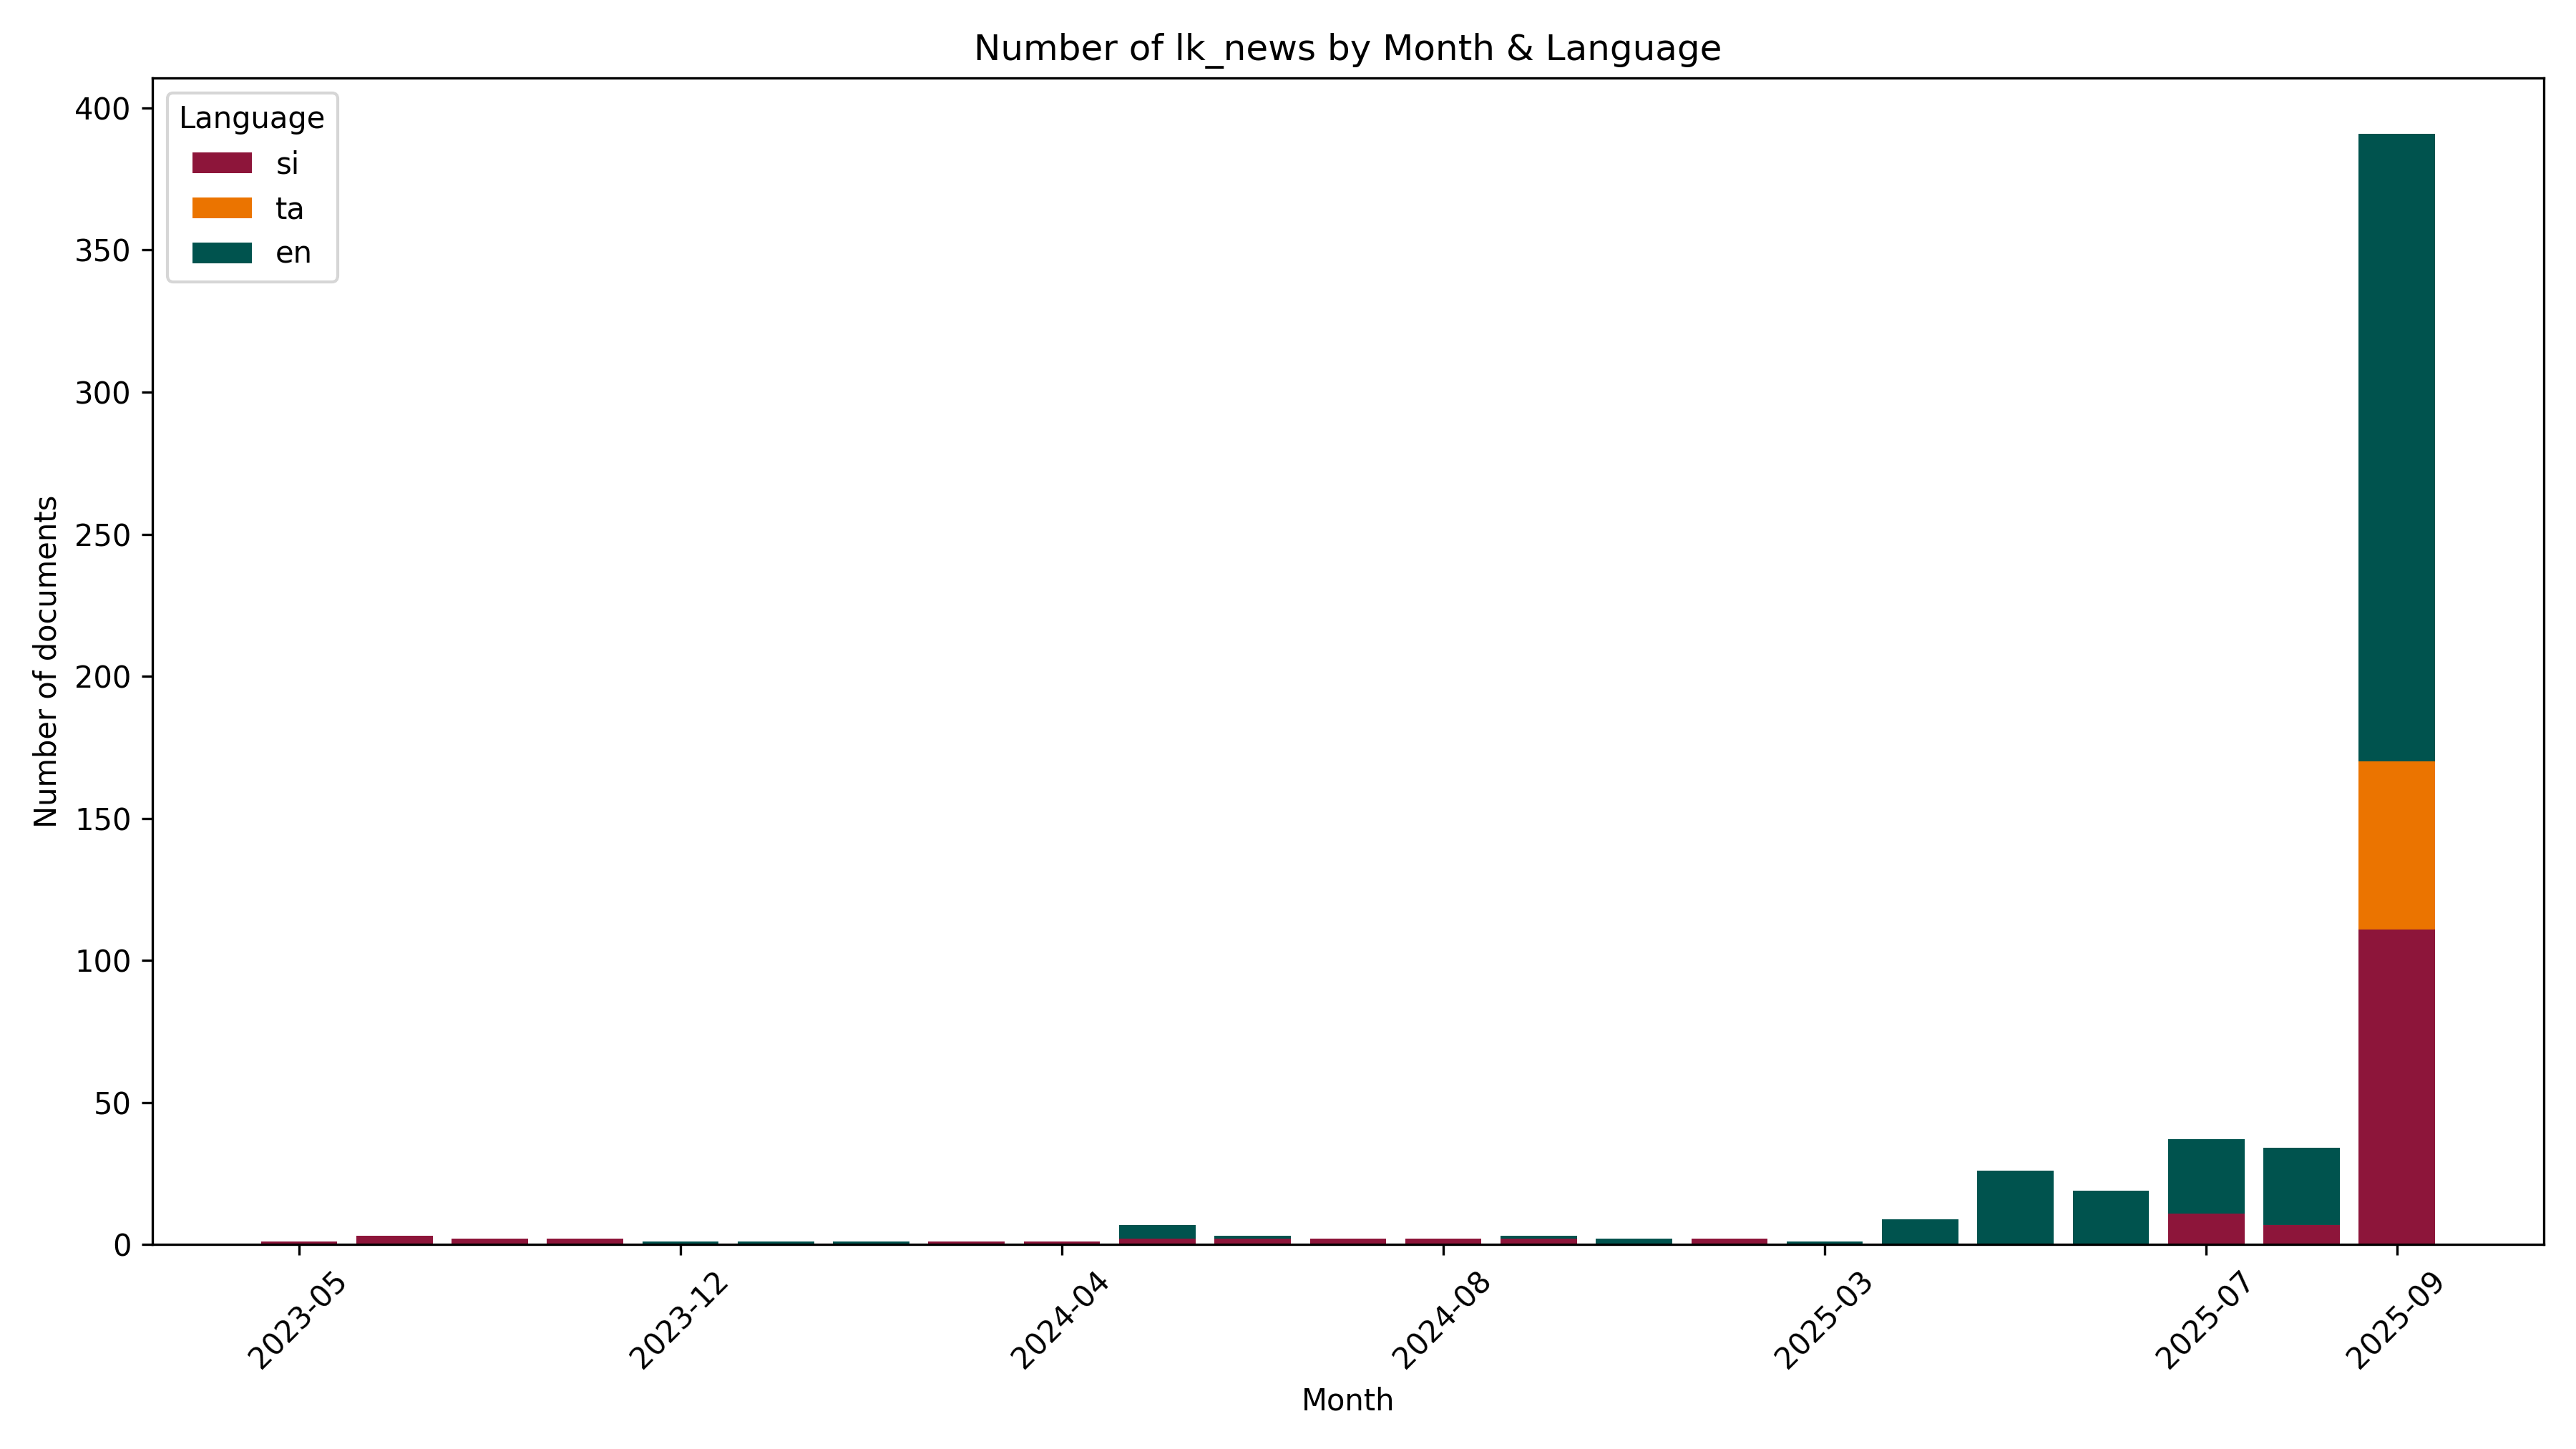 Number of lk_news by Month & Language
Language
si
ta
en
Number of documents
400
350
300
250
200
150
100
50
0
2023-05
2023-12
2024-04
2024-08
2025-03
2025-07
2025-09
Month